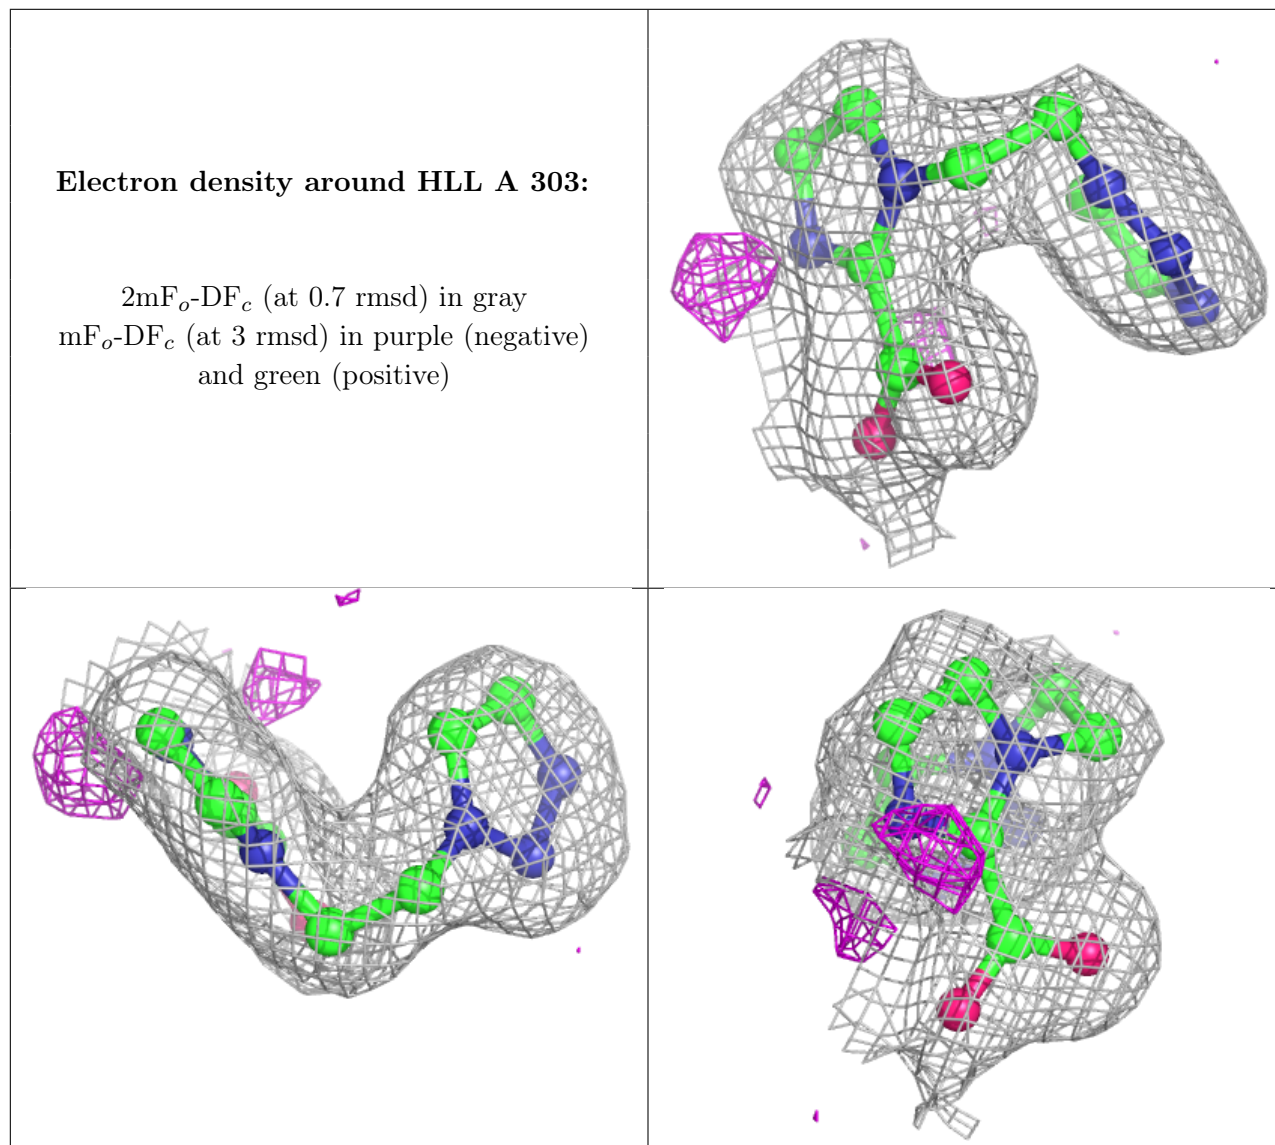 Electron density around HLL A 303:
2mFo-DFc (at 0.7 rmsd) in gray
mFo-DFc (at 3 rmsd) in purple (negative)
and green (positive)